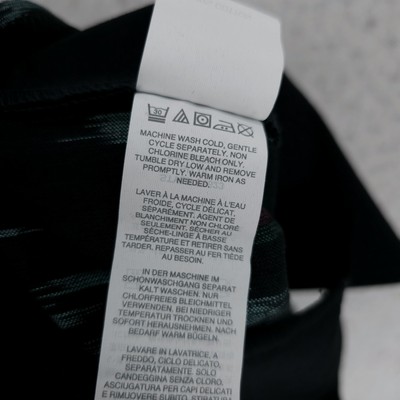 30
MACHINE WASH COLD, GENTLE
CYCLE SEPARATELY, NON
CHLORINE BLEACH ONLY.
TUMBLE DRY LOW AND REMOVE
PROMPTLY. WARM IRON AS
NEEDED.
LAVER À LA MACHINE À L'EAU
FROIDE, CYCLE DÉLICAT,
SÉPARÉMENT. AGENT DE
BLANCHIMENT NON CHLORÉ
SEULEMENT. SÉCHER AU
SÈCHE-LINGE À BASSE
TEMPÉRATURE ET RETIRER SANS
TARDER. REPASSER AU FER TIÈDE
AU BESOIN.
IN DER MASCHINE IM
SCHONWASCHGANG SEPARAT
KALT WASCHEN. NUR
CHLORFREIES BLEICHMITTEL
VERWENDEN. BEI NIEDRIGER
TEMPERATUR TROCKNEN UND
SOFORT HERAUSNEHMEN. NACH
BEDARF WARM BÜGELN.
LAVARE IN LAVATRICE, A
FREDDO, CICLO DELICATO,
SEPARATAMENTE. SOLO
CANDEGGINA SENZA CLORO.
ASCIUGATURA PER CAPI DELICATI
E RIMUOVERE SUBITO. STIRARE